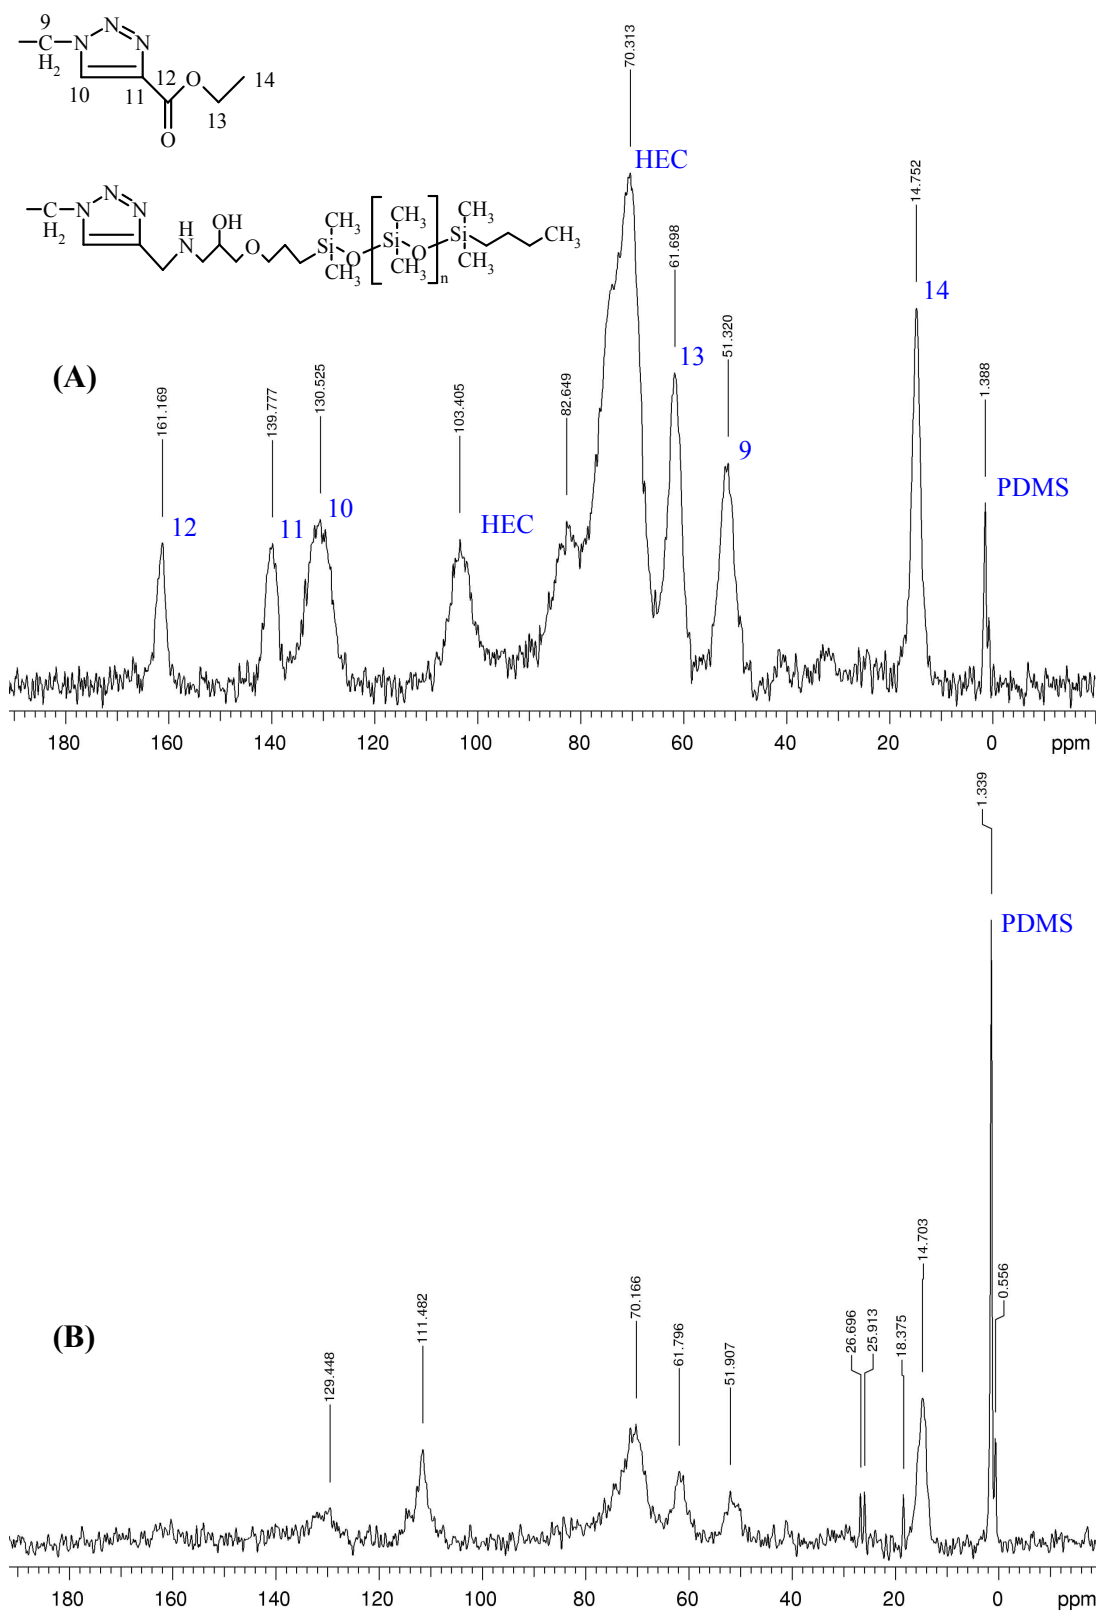 9
C
H2
N
N
N
10
11
12
O
14
13
O
C
H2
N
N
N
H
N
OH
O
CH3
Si
CH3
O
CH3
Si
CH3
O
n
CH3
Si
CH3
CH3
(A)
161.169
139.777
130.525
103.405
82.649
70.313
61.698
51.320
14.752
1.388
12
11
10
HEC
HEC
13
9
14
PDMS
180 160 140 120 100 80 60 40 20 0 ppm
(B)
129.448
111.482
70.166
61.796
51.907
26.696
25.913
18.375
14.703
1.339
0.556
PDMS
180 160 140 120 100 80 60 40 20 0 ppm